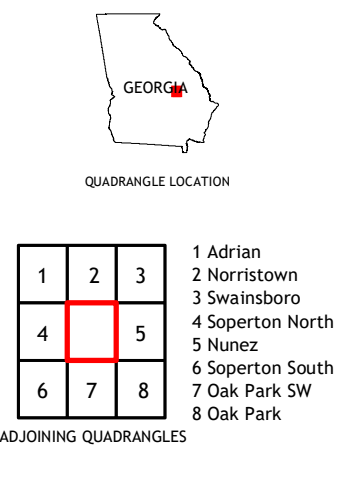 GEORGIA
QUADRANGLE LOCATION
1 2 3
4 5
6 7 8
1 Adrian
2 Norristown
3 Swainsboro
4 Soperton North
5 Nunez
6 Soperton South
7 Oak Park SW
8 Oak Park
ADJOINING QUADRANGLES